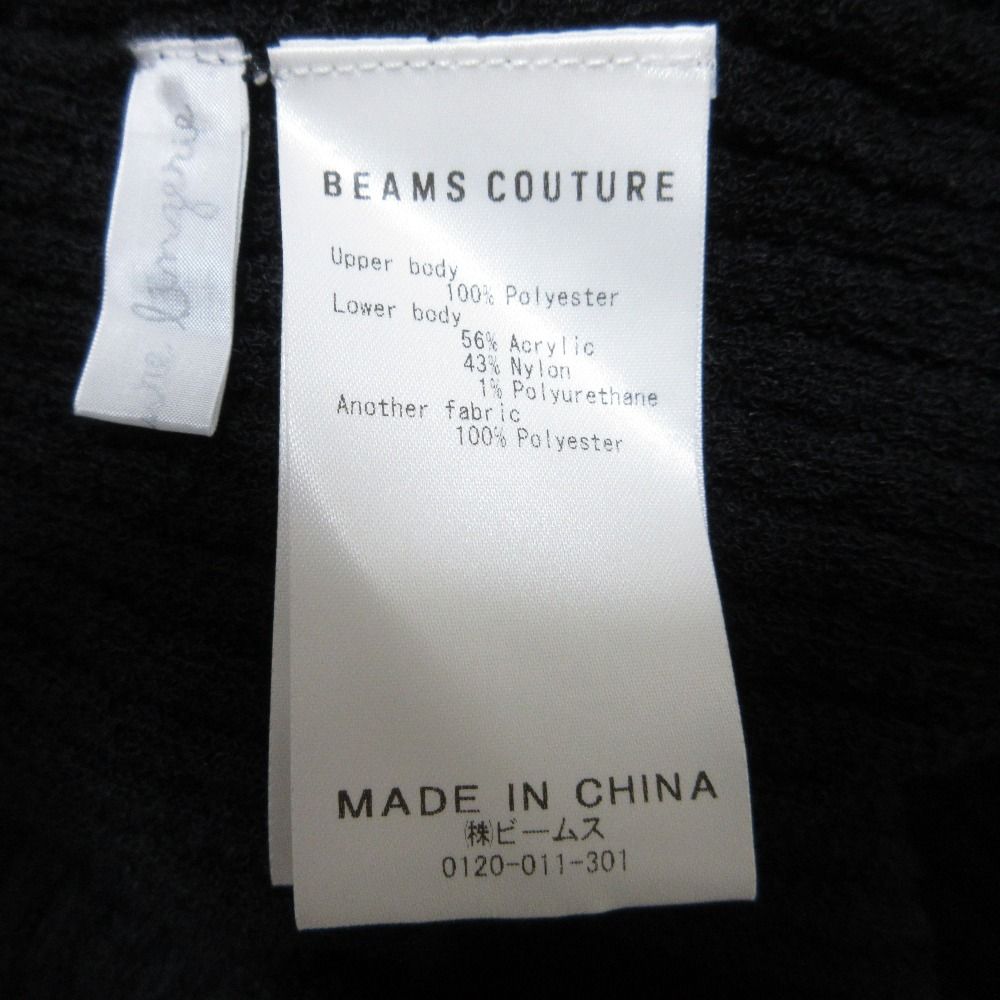 Lingerie
BEAMS COUTURE
Upper body
100% Polyester
Lower body
56% Acrylic
43% Nylon
1% Polyurethane
Another fabric
100% Polyester
MADE IN CHINA
㈱ビームス
0120-011-301